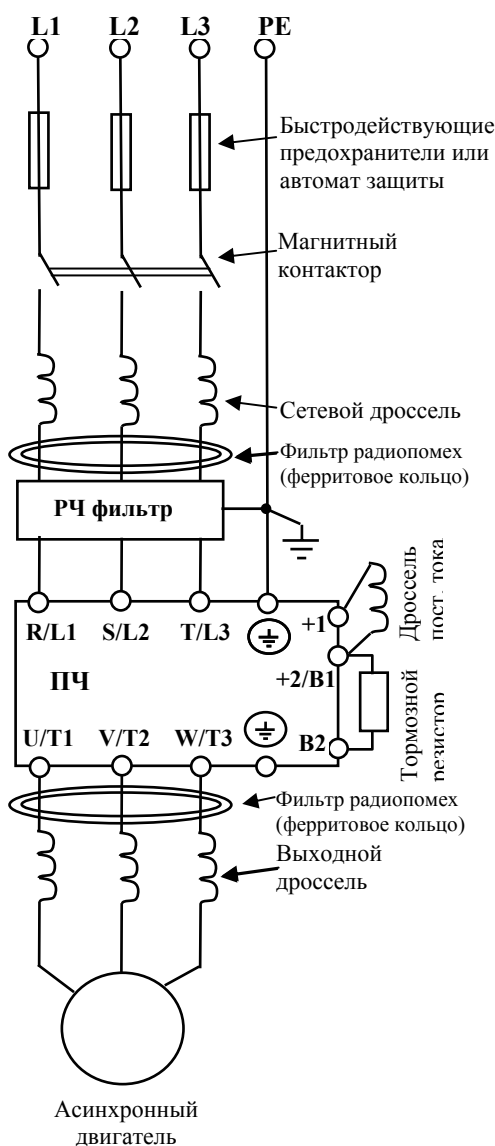 L1 L2 L3 PE
Быстродействующие
предохранители или
автомат защиты
Магнитный
контактор
Сетевой дроссель
Фильтр радиопомех
(ферритовое кольцо)
РЧ фильтр
R/L1 S/L2 T/L3 +1
Дроссель
пост. тока
ПЧ
+2/B1
U/T1 V/T2 W/T3 B2
Тормозной
резистор
Фильтр радиопомех
(ферритовое кольцо)
Выходной
дроссель
Асинхронный
двигатель